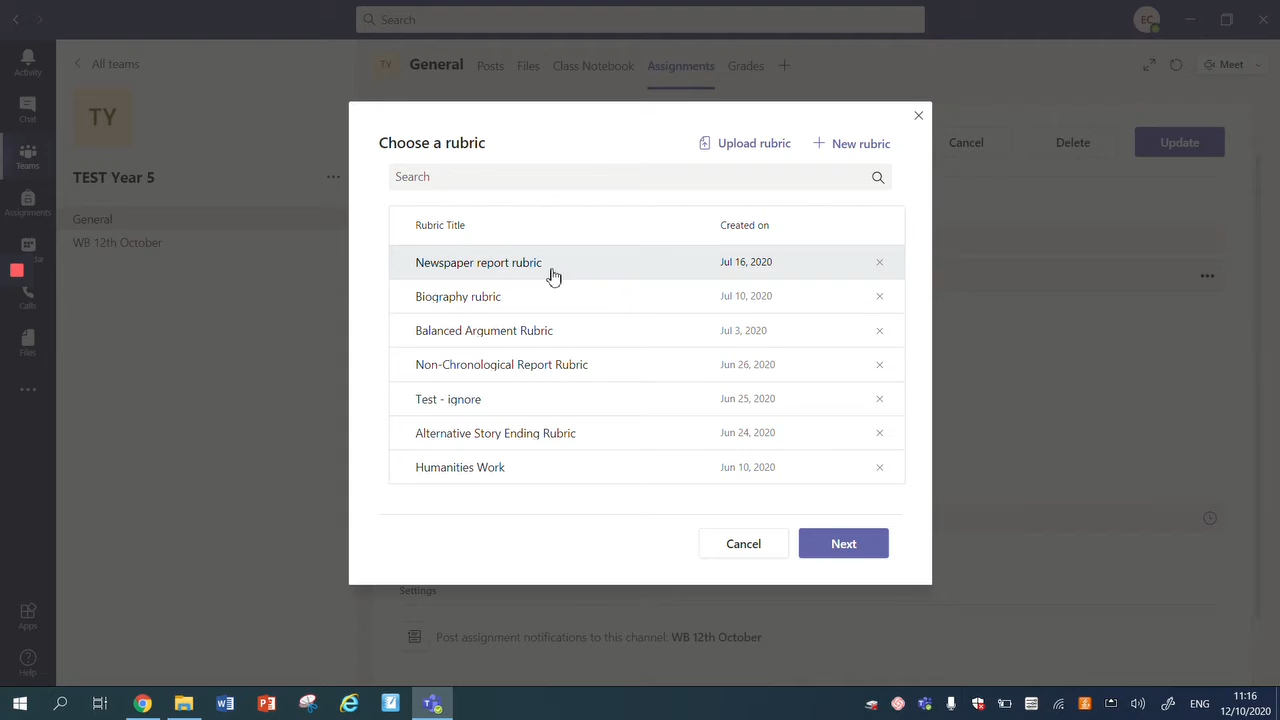 Search
EC
Activity
Chat
Teams
Assignments
dar
Calls
Files
Apps
Help
All teams
TY
TEST Year 5
General
WB 12th October
TY
General
Posts
Files
Class Notebook
Assignments
Grades
Meet
Cancel
Delete
Update
Choose a rubric
Upload rubric
New rubric
Search
Rubric Title
Created on
Newspaper report rubric
Jul 16, 2020
Biography rubric
Jul 10, 2020
Balanced Argument Rubric
Jul 3, 2020
Non-Chronological Report Rubric
Jun 26, 2020
Test - ignore
Jun 25, 2020
Alternative Story Ending Rubric
Jun 24, 2020
Humanities Work
Jun 10, 2020
Cancel
Next
Settings
Post assignment notifications to this channel: WB 12th October
ENG
11:16
12/10/2020